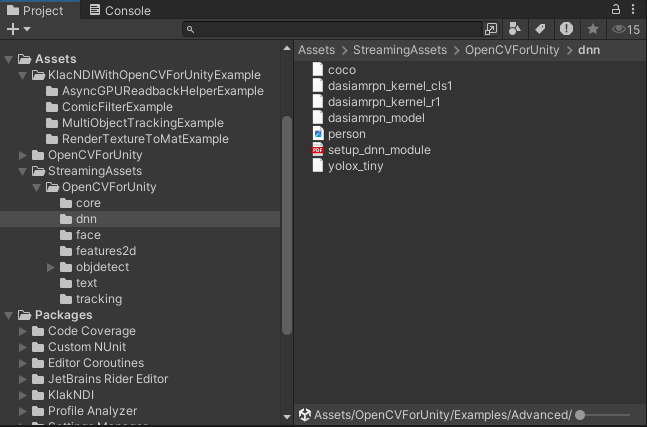 Project
Console
15
Assets
KlacNDIWithOpenCVForUnityExample
AsyncGPUReadbackHelperExample
ComicFilterExample
MultiObjectTrackingExample
RenderTextureToMatExample
OpenCVForUnity
StreamingAssets
OpenCVForUnity
core
dnn
face
features2d
objdetect
text
tracking
Packages
Code Coverage
Custom NUnit
Editor Coroutines
JetBrains Rider Editor
KlakNDI
Profile Analyzer
Assets > StreamingAssets > OpenCVForUnity > dnn
coco
dasiamrpn_kernel_cls1
dasiamrpn_kernel_r1
dasiamrpn_model
person
PDF setup_dnn_module
yolox_tiny
Assets/OpenCVForUnity/Examples/Advanced/